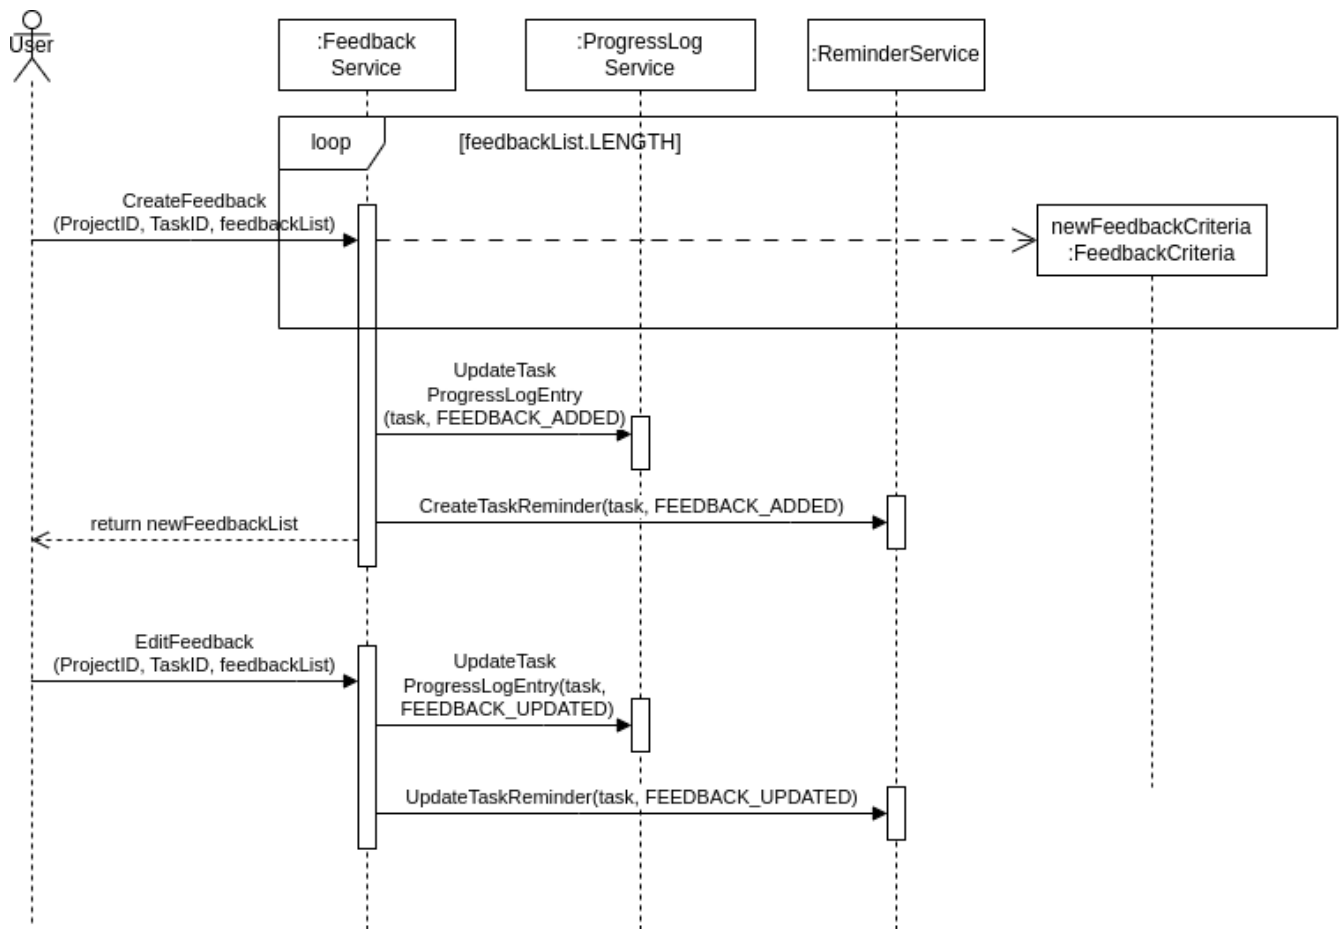 User
:Feedback
Service
:ProgressLog
Service
:ReminderService
loop
[feedbackList.LENGTH]
CreateFeedback
(ProjectID, TaskID, feedbackList)
newFeedbackCriteria
:FeedbackCriteria
UpdateTask
ProgressLogEntry
(task, FEEDBACK_ADDED)
CreateTaskReminder(task, FEEDBACK_ADDED)
return newFeedbackList
EditFeedback
(ProjectID, TaskID, feedbackList)
UpdateTask
ProgressLogEntry(task,
FEEDBACK_UPDATED)
UpdateTaskReminder(task, FEEDBACK_UPDATED)